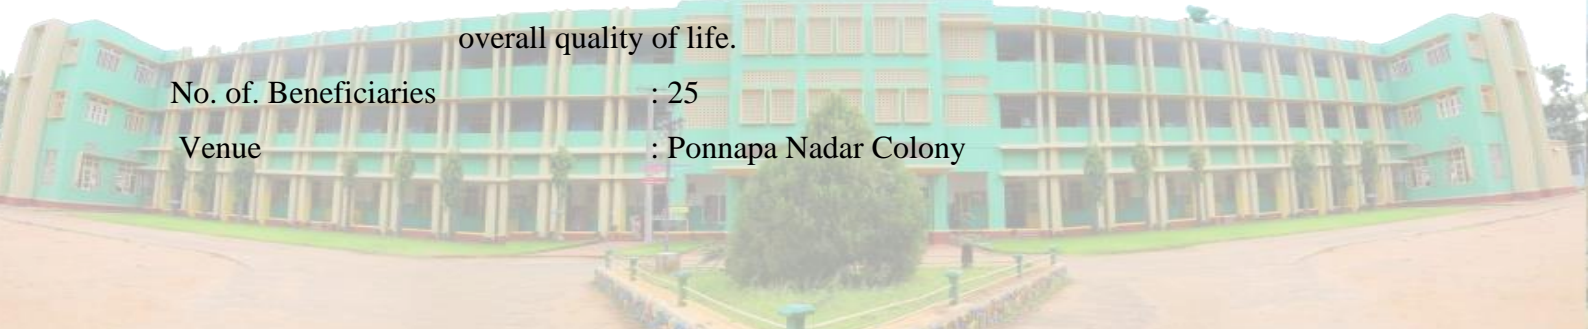 overall quality of life.
No. of. Beneficiaries : 25
Venue : Ponnapa Nadar Colony